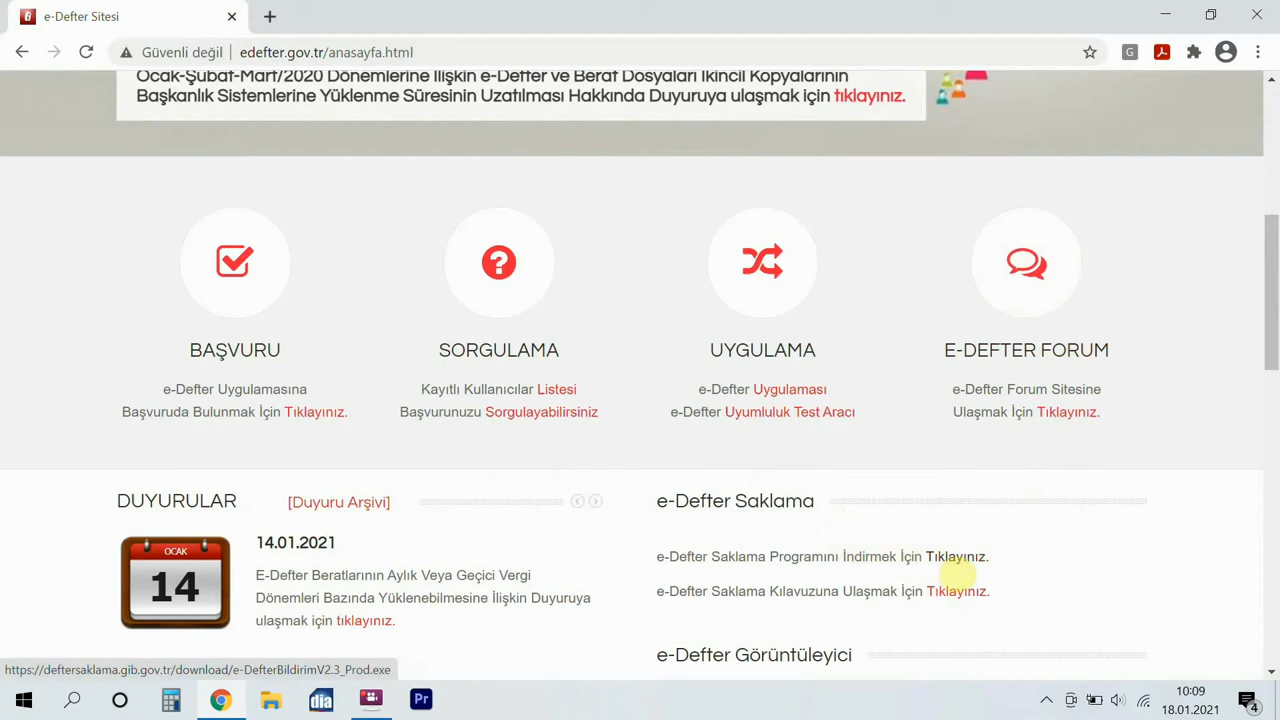 e-Defter Sitesi
Güvenli değil
edefter.gov.tr/anasayfa.html
Ocak-Şubat-Mart/2020 Dönemlerine İlişkin e-Defter ve Berat Dosyaları İkincil Kopyalarının
Başkanlık Sistemlerine Yüklenme Süresinin Uzatılması Hakkında Duyuruya ulaşmak için tıklayınız.
BAŞVURU
e-Defter Uygulamasına
Başvuruda Bulunmak İçin Tıklayınız.
SORGULAMA
Kayıtlı Kullanıcılar Listesi
Başvurunuzu Sorgulayabilirsiniz
UYGULAMA
e-Defter Uygulaması
e-Defter Uyumluluk Test Aracı
E-DEFTER FORUM
e-Defter Forum Sitesine
Ulaşmak İçin Tıklayınız.
DUYURULAR
[Duyuru Arşivi]
OCAK
14
14.01.2021
E-Defter Beratlarının Aylık Veya Geçici Vergi
Dönemleri Bazında Yüklenebilmesine İlişkin Duyuruya
ulaşmak için tıklayınız.
e-Defter Saklama
e-Defter Saklama Programını İndirmek İçin Tıklayınız.
e-Defter Saklama Kılavuzuna Ulaşmak İçin Tıklayınız.
e-Defter Görüntüleyici
https://deftersaklama.gib.gov.tr/download/e-DefterBildirimV2.3_Prod.exe
dia
Pr
10:09
18.01.2021
4